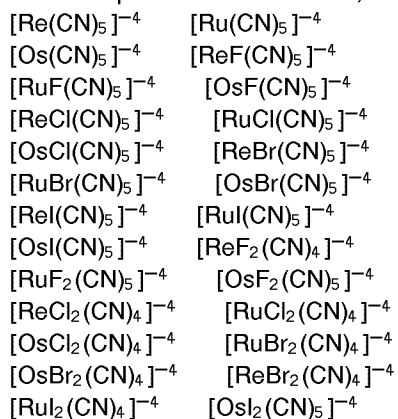 [Re(CN)₅]⁻⁴ [Ru(CN)₅]⁻⁴
[Os(CN)₅]⁻⁴ [ReF(CN)₅]⁻⁴
[RuF(CN)₅]⁻⁴ [OsF(CN)₅]⁻⁴
[ReCl(CN)₅]⁻⁴ [RuCl(CN)₅]⁻⁴
[OsCl(CN)₅]⁻⁴ [ReBr(CN)₅]⁻⁴
[RuBr(CN)₅]⁻⁴ [OsBr(CN)₅]⁻⁴
[ReI(CN)₅]⁻⁴ [RuI(CN)₅]⁻⁴
[OsI(CN)₅]⁻⁴ [ReF₂(CN)₄]⁻⁴
[RuF₂(CN)₅]⁻⁴ [OsF₂(CN)₅]⁻⁴
[ReCl₂(CN)₄]⁻⁴ [RuCl₂(CN)₄]⁻⁴
[OsCl₂(CN)₄]⁻⁴ [RuBr₂(CN)₄]⁻⁴
[OsBr₂(CN)₄]⁻⁴ [ReBr₂(CN)₄]⁻⁴
[RuI₂(CN)₄]⁻⁴ [OsI₂(CN)₅]⁻⁴